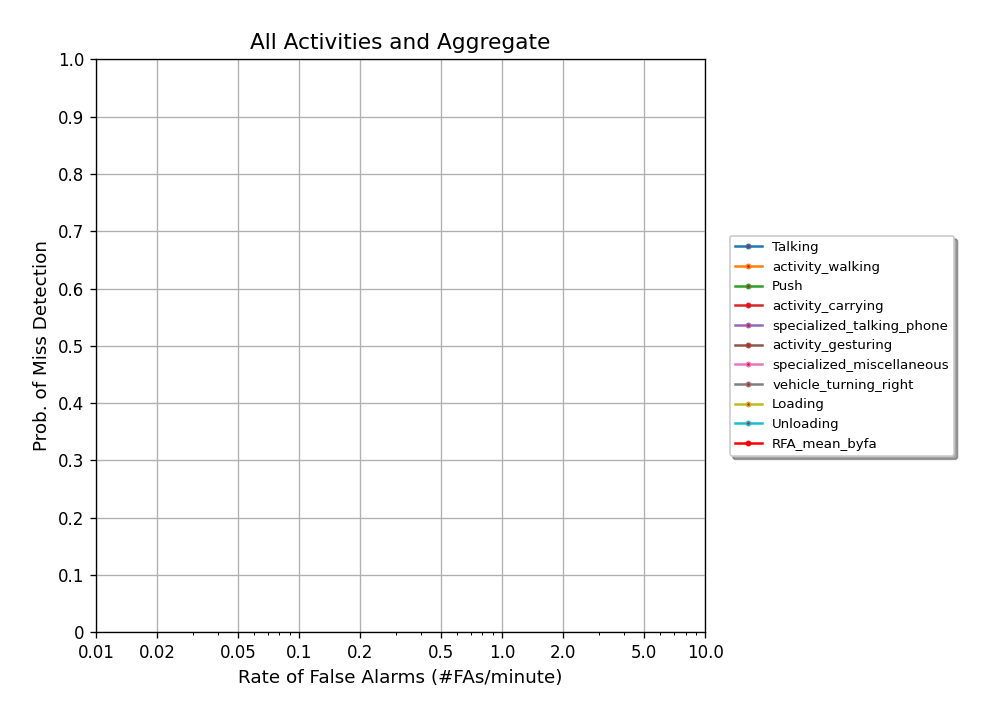 All Activities and Aggregate
1.0
0.9
0.8
0.7
0.6
0.5
0.4
0.3
0.2
0.1
0
Prob. of Miss Detection
0.01 0.02 0.05 0.1 0.2 0.5 1.0 2.0 5.0 10.0
Rate of False Alarms (#FAs/minute)
Talking
activity_walking
Push
activity_carrying
specialized_talking_phone
activity_gesturing
specialized_miscellaneous
vehicle_turning_right
Loading
Unloading
RFA_mean_byfa